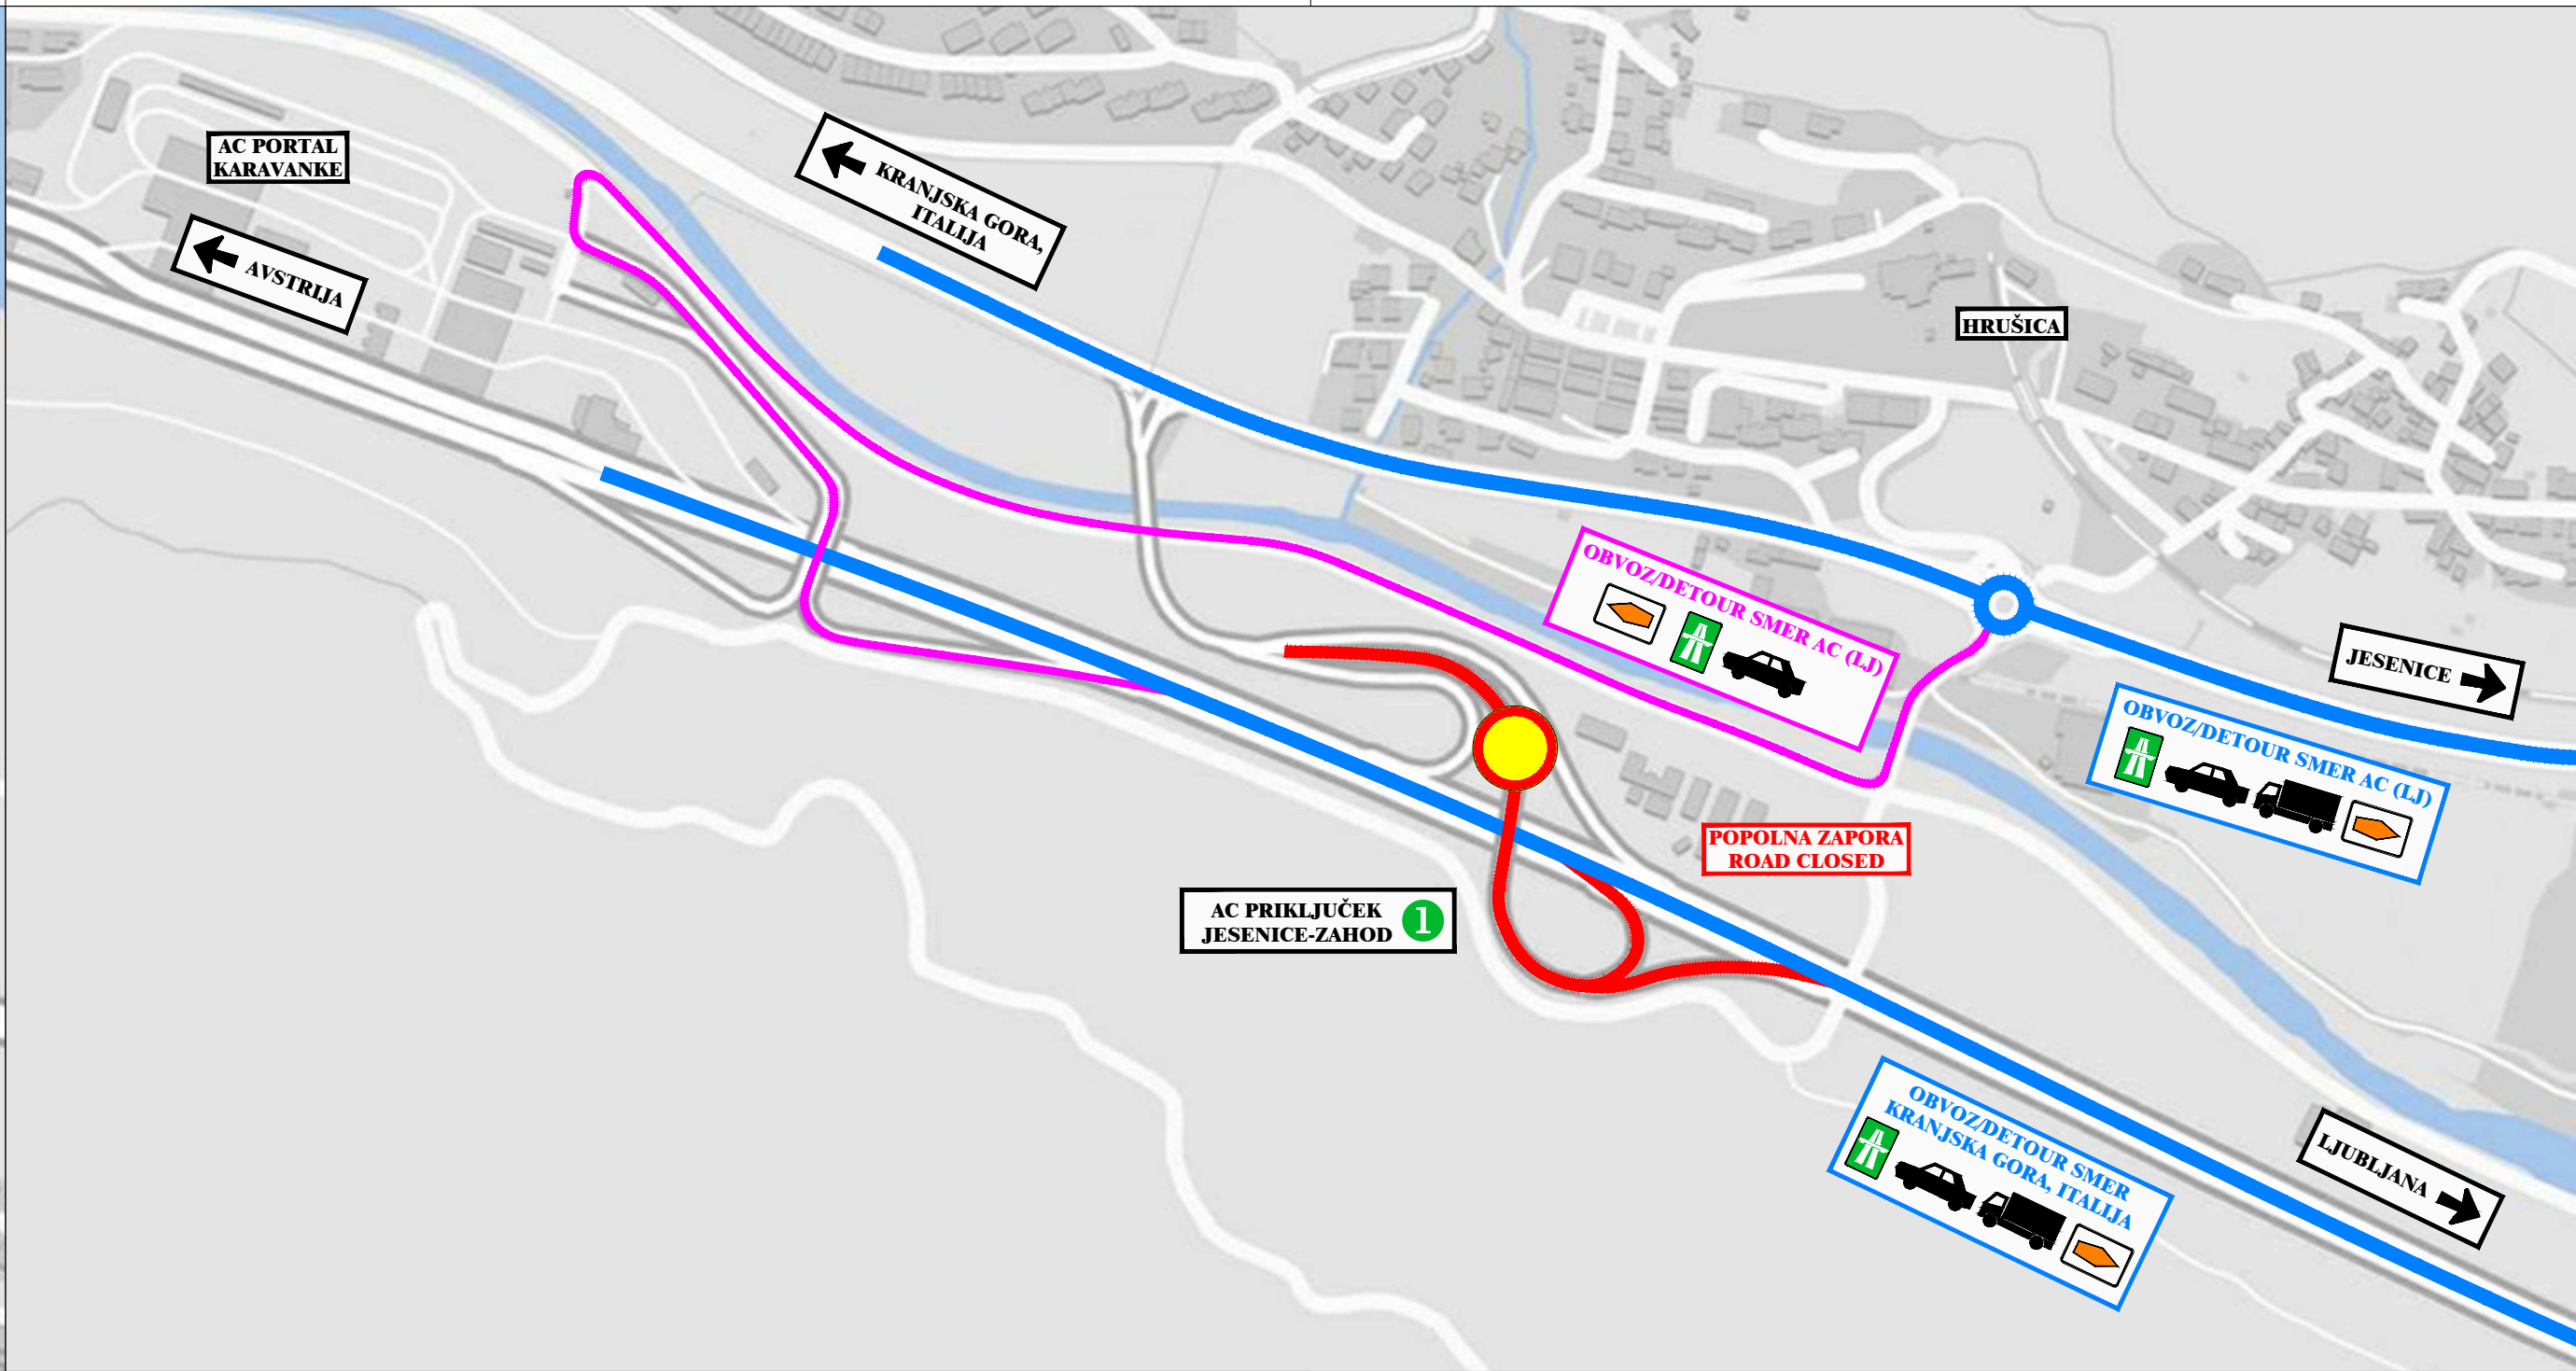 AC PORTAL
KARAVANKE
AVSTRIJA
KRANJSKA GORA,
ITALIJA
HRUŠICA
OBVOZ/DETOUR SMER AC (LJ)
JESENICE
OBVOZ/DETOUR SMER AC (LJ)
POPOLNA ZAPORA
ROAD CLOSED
AC PRIKLJUČEK
JESENICE-ZAHOD
1
OBVOZ/DETOUR SMER
KRANJSKA GORA, ITALIJA
LJUBLJANA